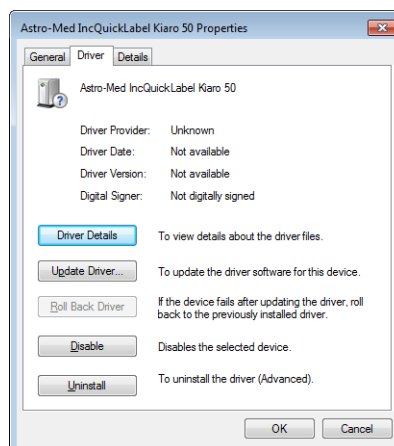 Astro-Med IncQuickLabel Kiaro 50 Properties
General Driver Details
Astro-Med IncQuickLabel Kiaro 50
Driver Provider: Unknown
Driver Date: Not available
Driver Version: Not available
Digital Signer: Not digitally signed
Driver Details To view details about the driver files.
Update Driver... To update the driver software for this device.
Roll Back Driver If the device fails after updating the driver, roll
back to the previously installed driver.
Disable Disables the selected device.
Uninstall To uninstall the driver (Advanced).
OK Cancel